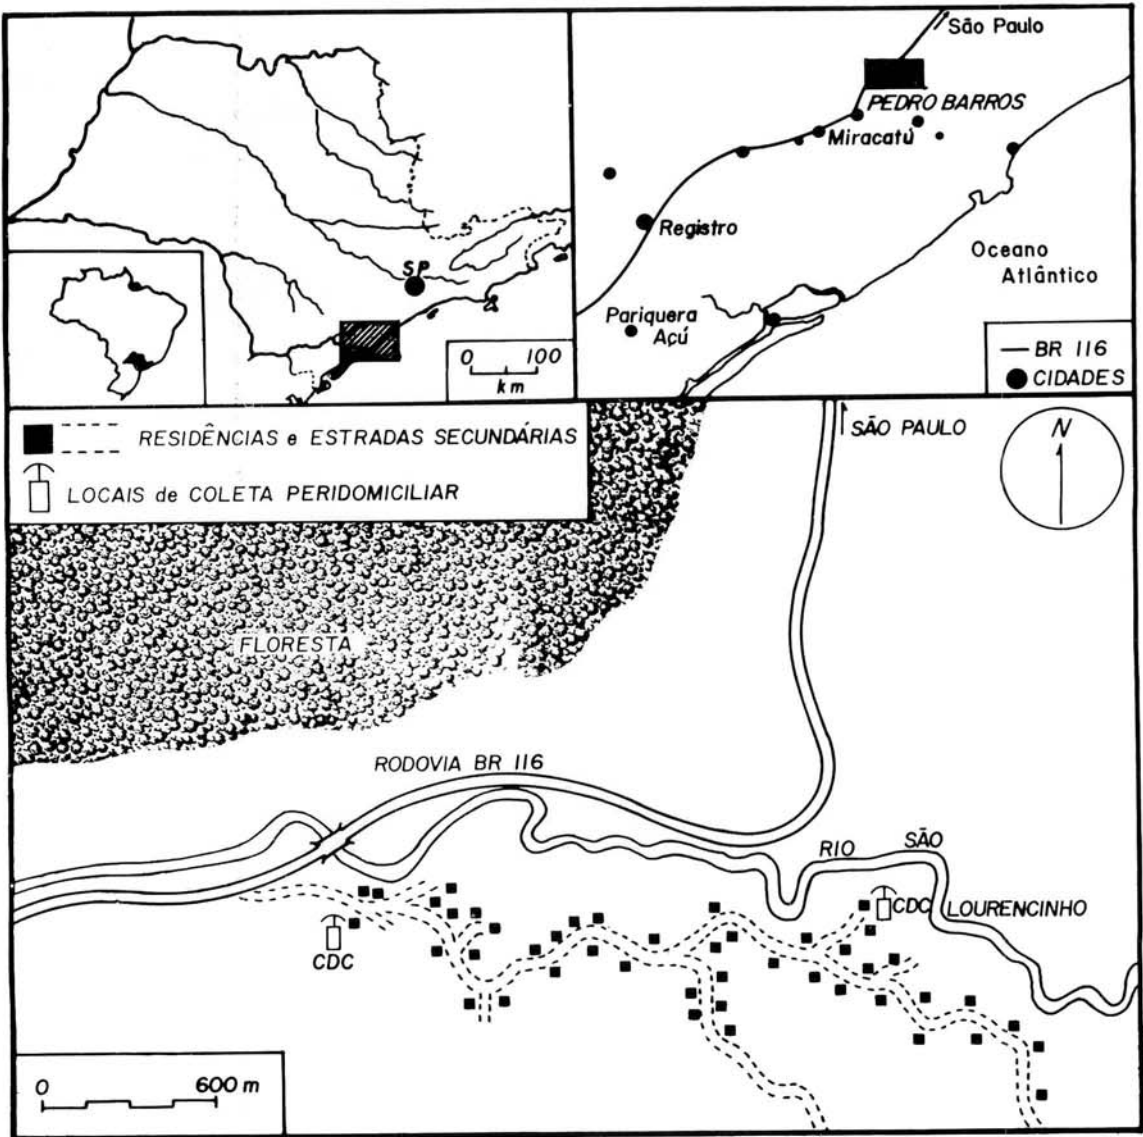 SP
0 100
km
São Paulo
PEDRO BARROS
Miracatú
Registro
Oceano
Atlântico
Pariquera
Açú
BR 116
CIDADES
RESIDÊNCIAS e ESTRADAS SECUNDÁRIAS
LOCAIS de COLETA PERIDOMICILIAR
SÃO PAULO
N
FLORESTA
RODOVIA BR 116
RIO SÃO
CDC LOURENCINHO
CDC
0 600 m